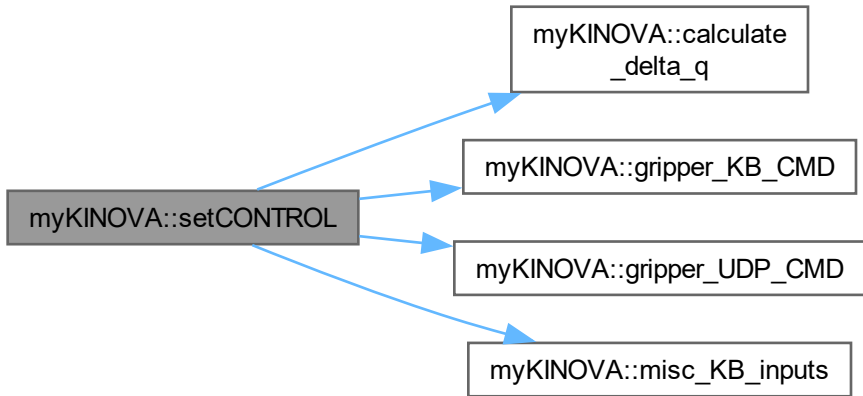 myKINOVA::setCONTROL
myKINOVA::calculate
_delta_q
myKINOVA::gripper_KB_CMD
myKINOVA::gripper_UDP_CMD
myKINOVA::misc_KB_inputs